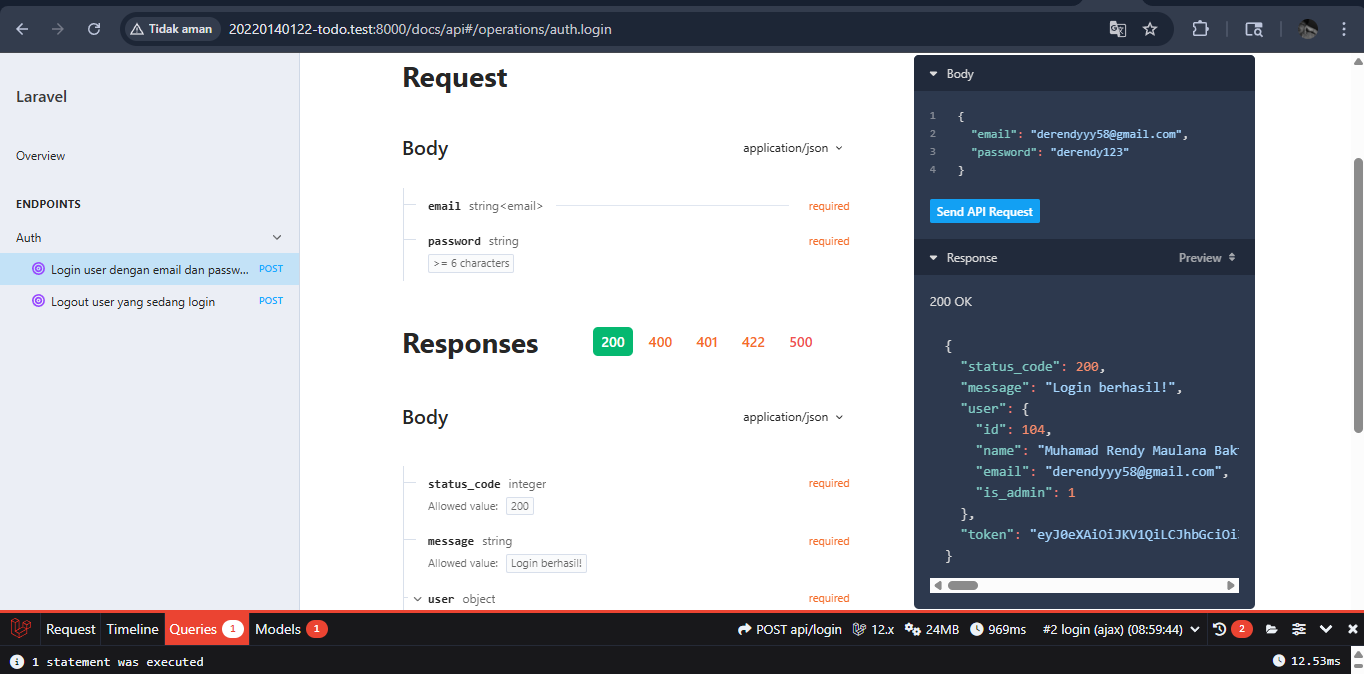 Tidak aman
20220140122-todo.test:8000/docs/api#/operations/auth.login
Laravel
Overview
ENDPOINTS
Auth
Login user dengan email dan passw... POST
Logout user yang sedang login POST
Request
Body application/json
email string<email> required
password string required
>= 6 characters
Responses 200 400 401 422 500
Body application/json
status_code integer required
Allowed value: 200
message string required
Allowed value: Login berhasil!
user object required
Body
1 {
2 "email": "derendyyy58@gmail.com",
3 "password": "derendy123"
4 }
Send API Request
Response Preview
200 OK
{
"status_code": 200,
"message": "Login berhasil!",
"user": {
"id": 104,
"name": "Muhamad Rendy Maulana Bak
"email": "derendyyy58@gmail.com",
"is_admin": 1
},
"token": "eyJ0eXAiOiJKV1QiLCJhbGciOi
}
Request Timeline Queries 1 Models 1 POST api/login 12.x 24MB 969ms #2 login (ajax) (08:59:44) 2
1 statement was executed 12.53ms